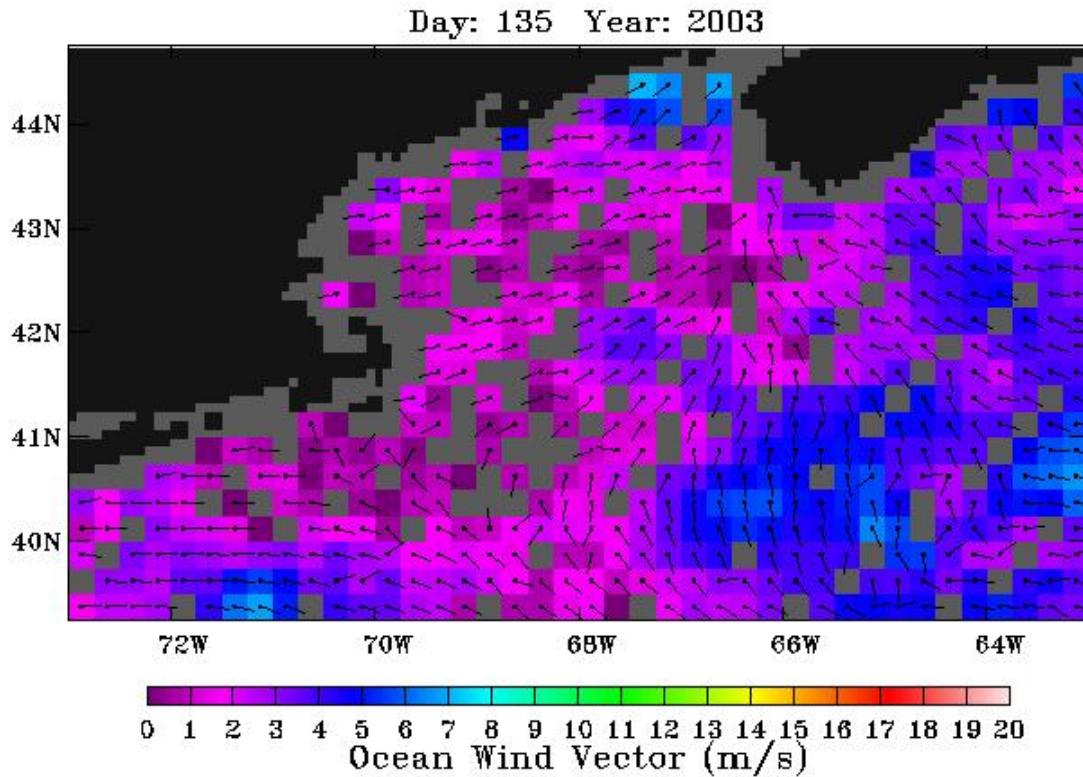 Day: 135 Year: 2003
44N
43N
42N
41N
40N
72W 70W 68W 66W 64W
0 1 2 3 4 5 6 7 8 9 10 11 12 13 14 15 16 17 18 19 20
Ocean Wind Vector (m/s)